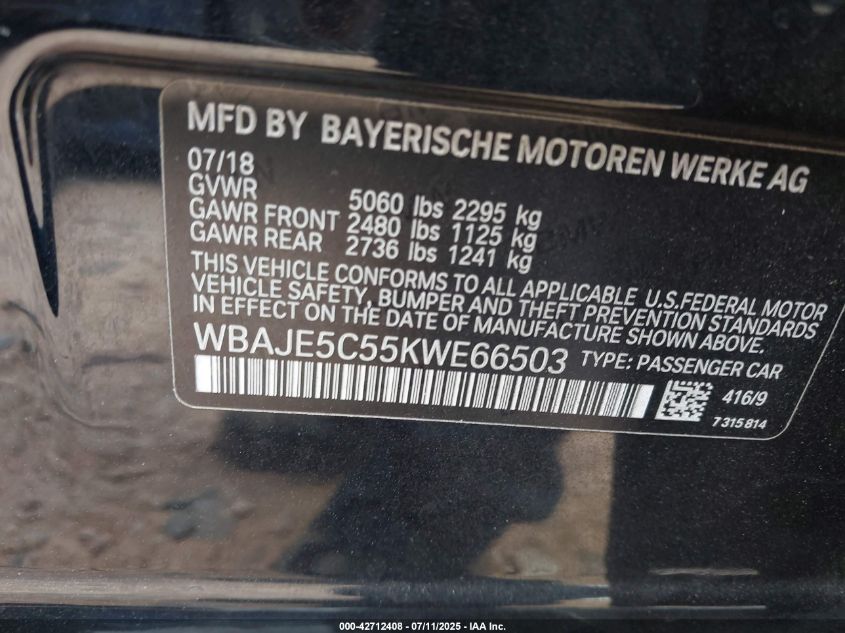 MFD BY BAYERISCHE MOTOREN WERKE AG
07/18
GVWR 5060 lbs 2295 kg
GAWR FRONT 2480 lbs 1125 kg
GAWR REAR 2736 lbs 1241 kg
THIS VEHICLE CONFORMS TO ALL APPLICABLE U.S.FEDERAL MOTOR
VEHICLE SAFETY, BUMPER AND THEFT PREVENTION STANDARDS
IN EFFECT ON THE DATE OF MANUFACTURE SHOWN ABOVE.
WBAJE5C55KWE66503 TYPE: PASSENGER CAR
416/9
7 315 814
000-42712408 - 07/11/2025 - IAA Inc.